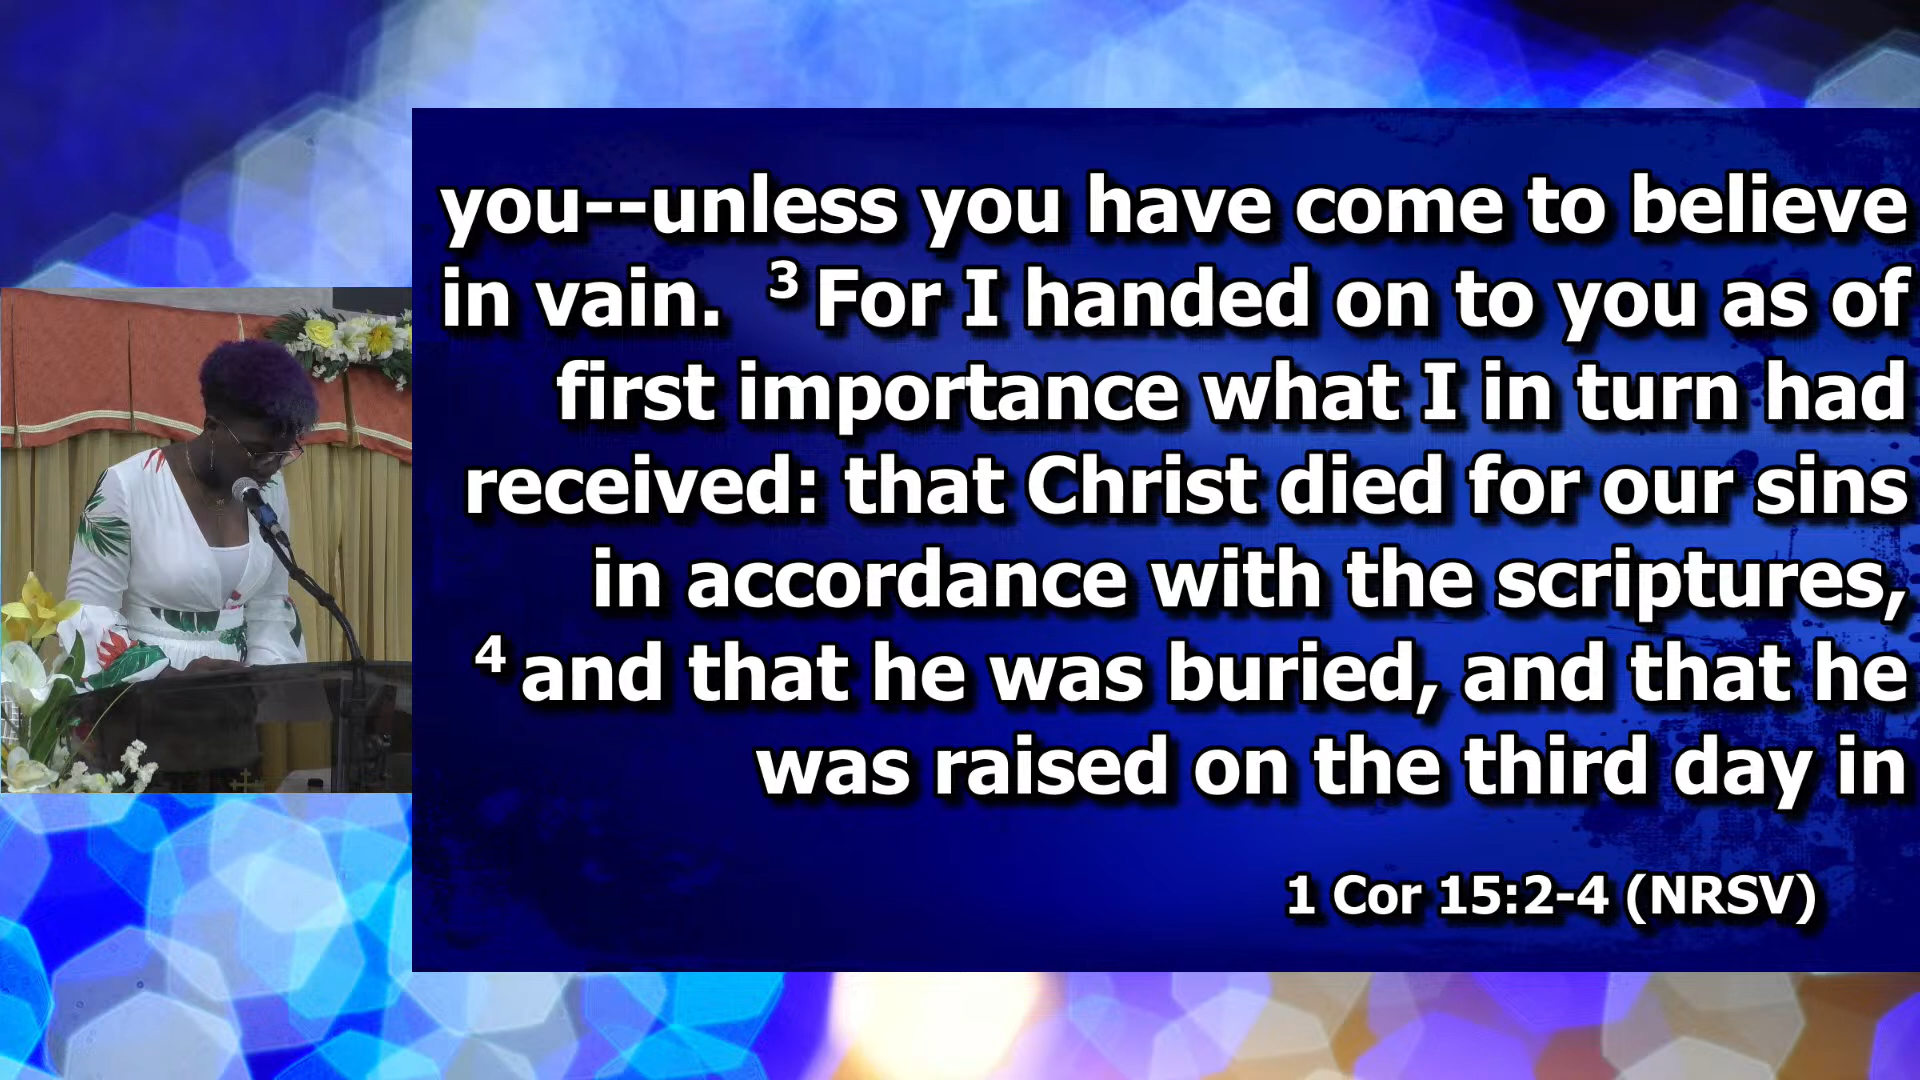 you--unless you have come to believe
in vain. 3 For I handed on to you as of
first importance what I in turn had
received: that Christ died for our sins
in accordance with the scriptures,
4 and that he was buried, and that he
was raised on the third day in
1 Cor 15:2-4 (NRSV)